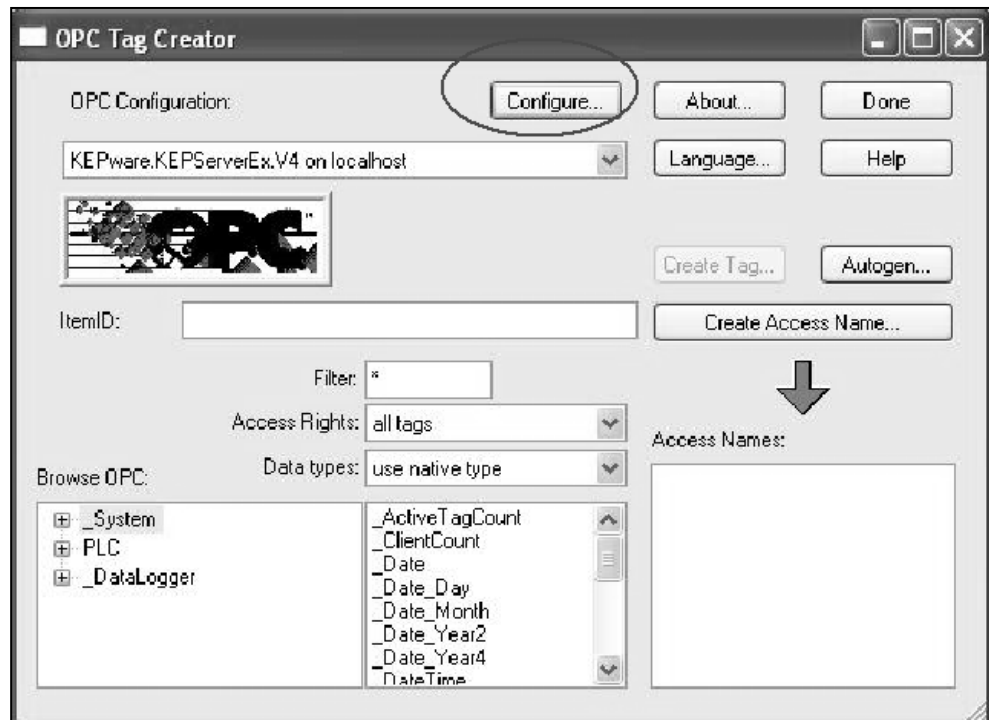 OPC Tag Creator
OPC Configuration:
Configure...
About...
Done
KEPware.KEPServerEx.V4 on localhost
Language...
Help
OPC
Create Tag...
Autogen...
ItemID:
Create Access Name...
Filter: *
Access Rights: all tags
Access Names:
Data types: use native type
Browse OPC:
_System
PLC
_DataLogger
_ActiveTagCount
_ClientCount
_Date
_Date_Day
_Date_Month
_Date_Year2
_Date_Year4
_DateTime